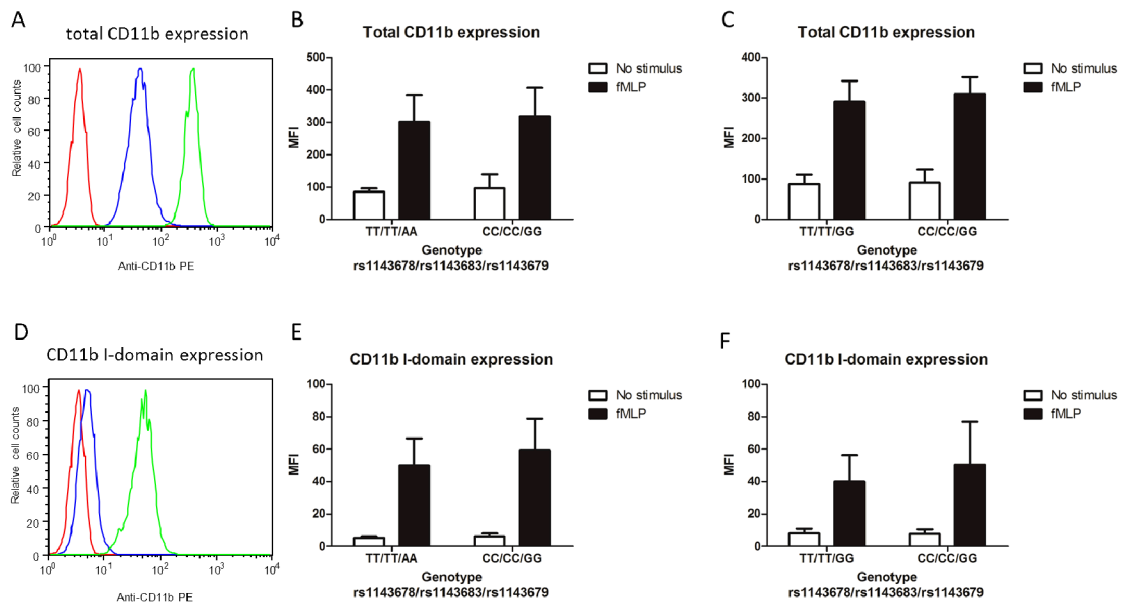 A
total CD11b expression
Relative cell counts
100
80
60
40
20
0
10^0
10^1
10^2
10^3
10^4
Anti-CD11b PE
B
Total CD11b expression
MFI
500
400
300
200
100
0
No stimulus
fMLP
TT/TT/AA
CC/CC/GG
Genotype
rs1143678/rs1143683/rs1143679
C
Total CD11b expression
MFI
400
300
200
100
0
No stimulus
fMLP
TT/TT/GG
CC/CC/GG
Genotype
rs1143678/rs1143683/rs1143679
D
CD11b I-domain expression
Relative cell counts
100
80
60
40
20
0
10^0
10^1
10^2
10^3
10^4
Anti-CD11b PE
E
CD11b I-domain expression
MFI
100
80
60
40
20
0
No stimulus
fMLP
TT/TT/AA
CC/CC/GG
Genotype
rs1143678/rs1143683/rs1143679
F
CD11b I-domain expression
MFI
100
80
60
40
20
0
No stimulus
fMLP
TT/TT/GG
CC/CC/GG
Genotype
rs1143678/rs1143683/rs1143679